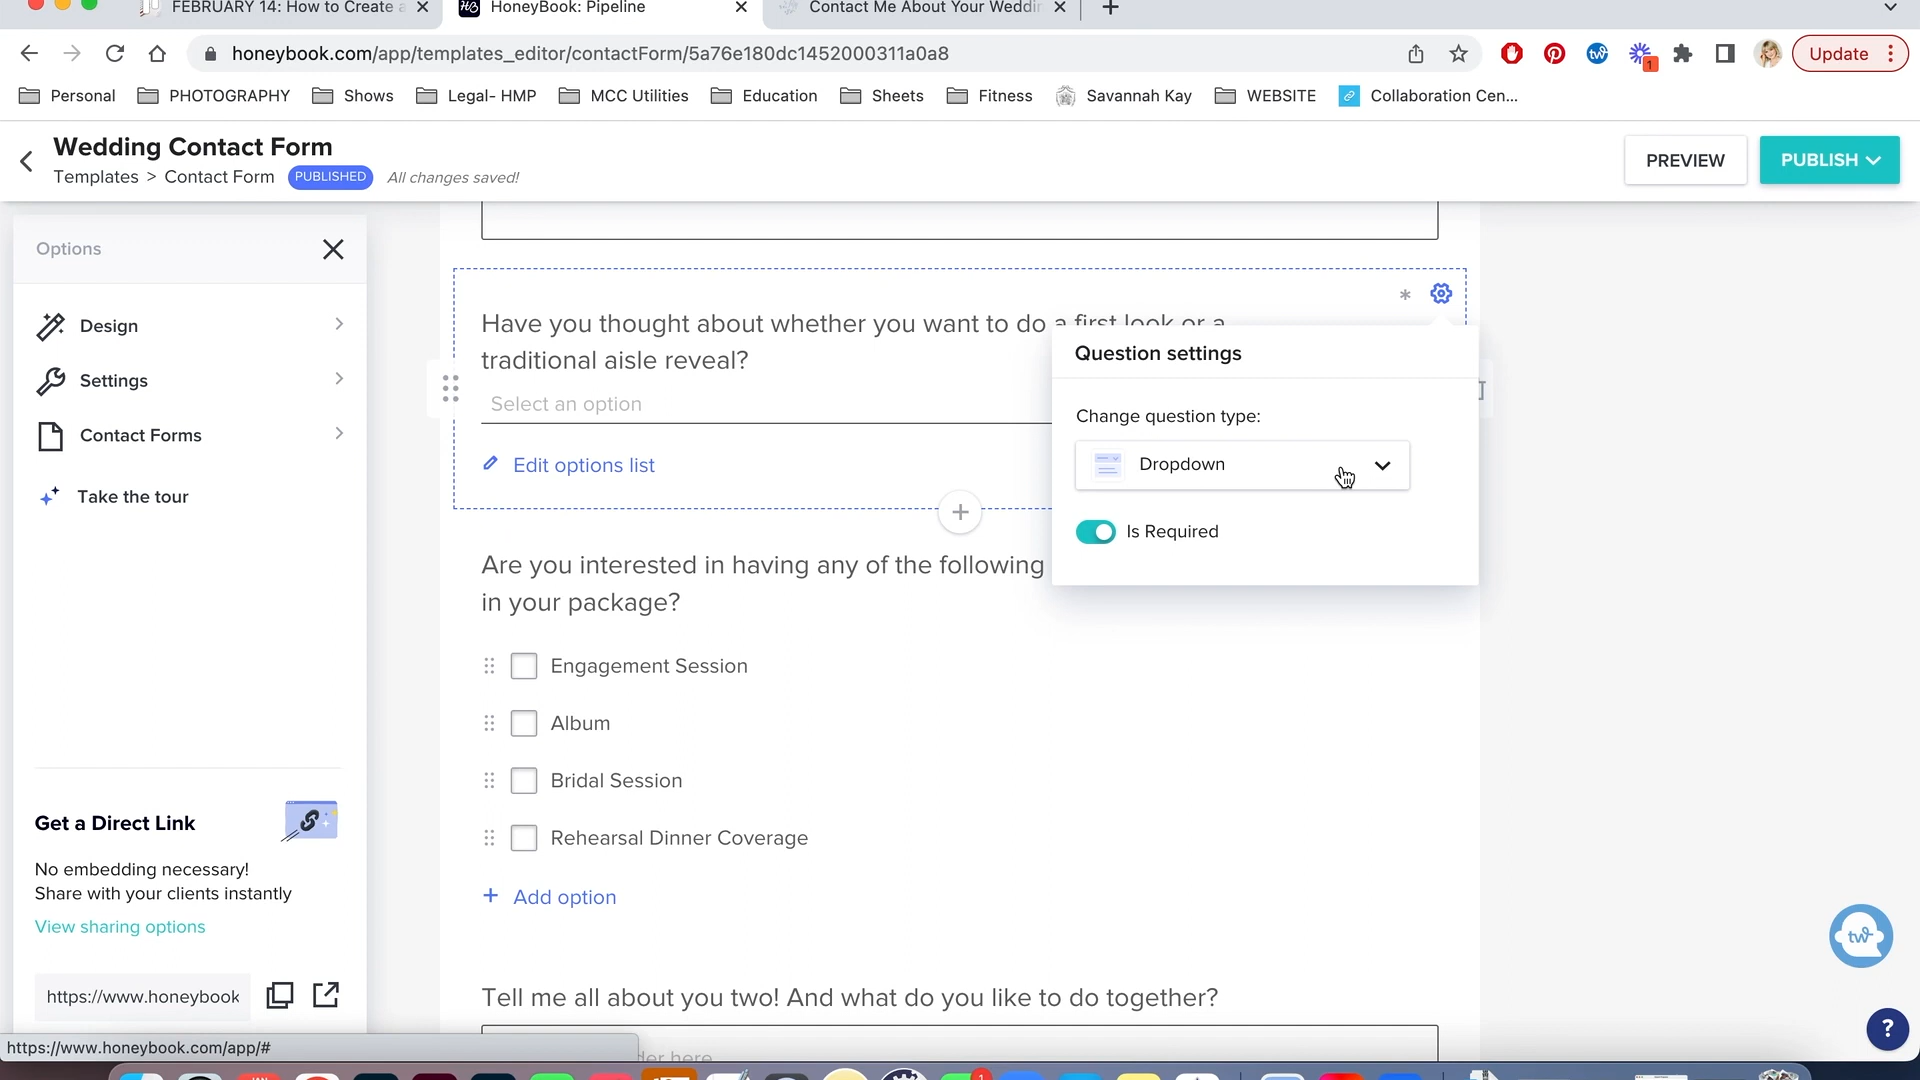 FEBRUARY 14: How to Create a
HoneyBook: Pipeline
Contact Me About Your Weddin
honeybook.com/app/templates_editor/contactForm/5a76e180dc1452000311a0a8
1
Update
Personal
PHOTOGRAPHY
Shows
Legal- HMP
MCC Utilities
Education
Sheets
Fitness
Savannah Kay
WEBSITE
Collaboration Cen...
Wedding Contact Form
Templates > Contact Form
PUBLISHED
All changes saved!
PREVIEW
PUBLISH
Options
Design
Settings
Contact Forms
Take the tour
Get a Direct Link
No embedding necessary!
Share with your clients instantly
View sharing options
https://www.honeybook
https://www.honeybook.com/app/#
*
Have you thought about whether you want to do a first look or a
traditional aisle reveal?
Select an option
Edit options list
Question settings
Change question type:
Dropdown
Is Required
Are you interested in having any of the following
in your package?
Engagement Session
Album
Bridal Session
Rehearsal Dinner Coverage
+ Add option
Tell me all about you two! And what do you like to do together?
here
tw
?
JAN
1